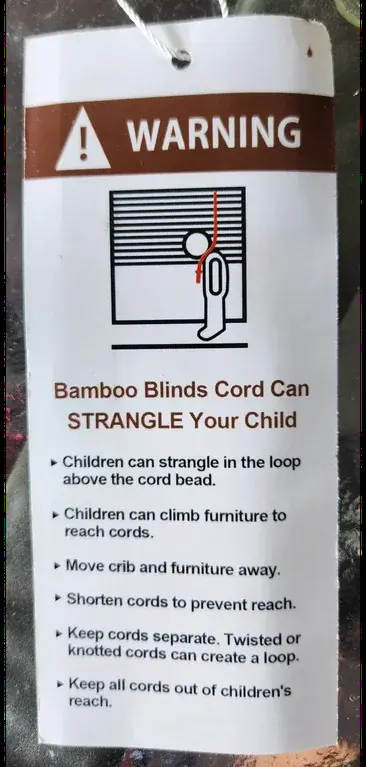 WARNING
Bamboo Blinds Cord Can
STRANGLE Your Child
Children can strangle in the loop
above the cord bead.
Children can climb furniture to
reach cords.
Move crib and furniture away.
Shorten cords to prevent reach.
Keep cords separate. Twisted or
knotted cords can create a loop.
Keep all cords out of children's
reach.